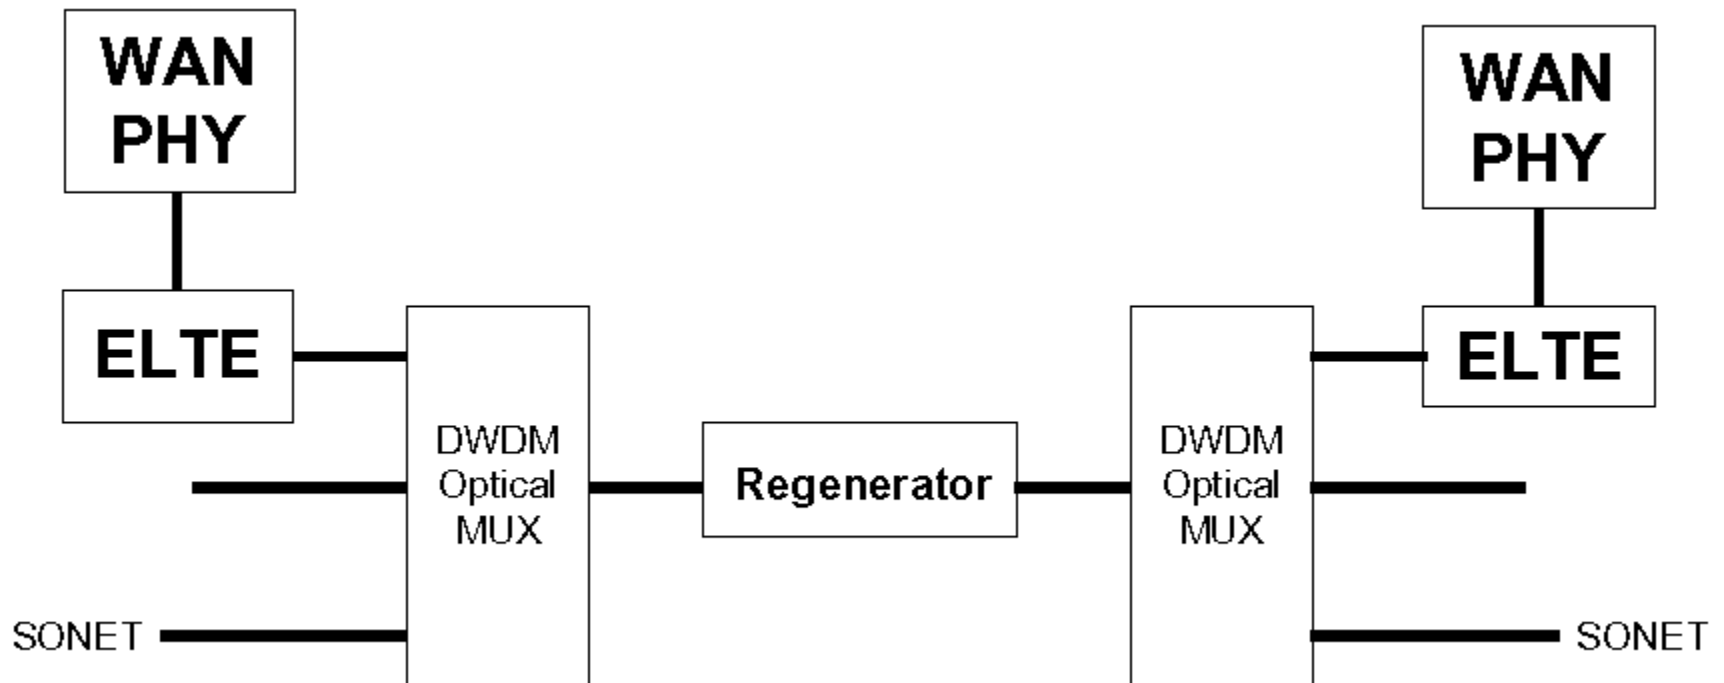 WAN
PHY
WAN
PHY
ELTE
ELTE
DWDM
Optical
MUX
Regenerator
DWDM
Optical
MUX
SONET
SONET